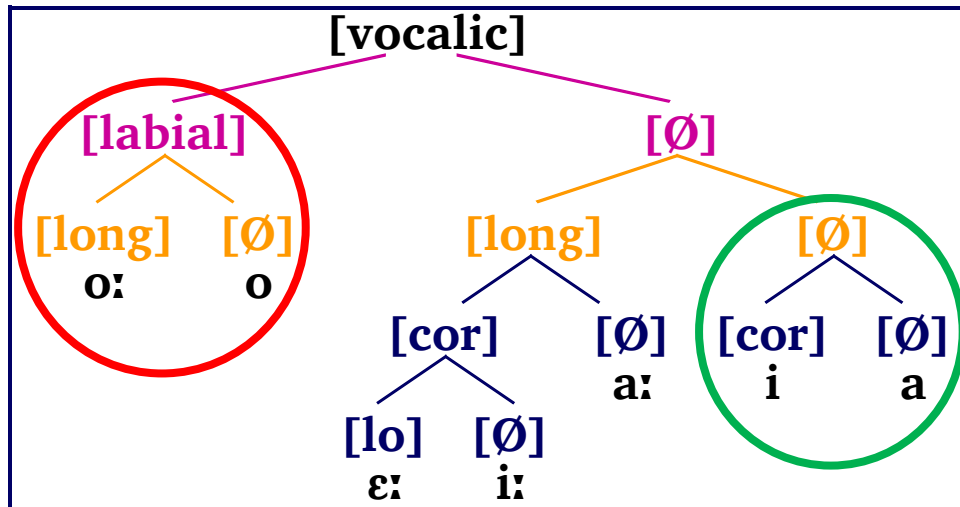 [vocalic]
[labial] [Ø]
[long] [Ø] [long] [Ø]
oː o
[cor] [Ø] [cor] [Ø]
aː i a
[lo] [Ø]
ɛː iː